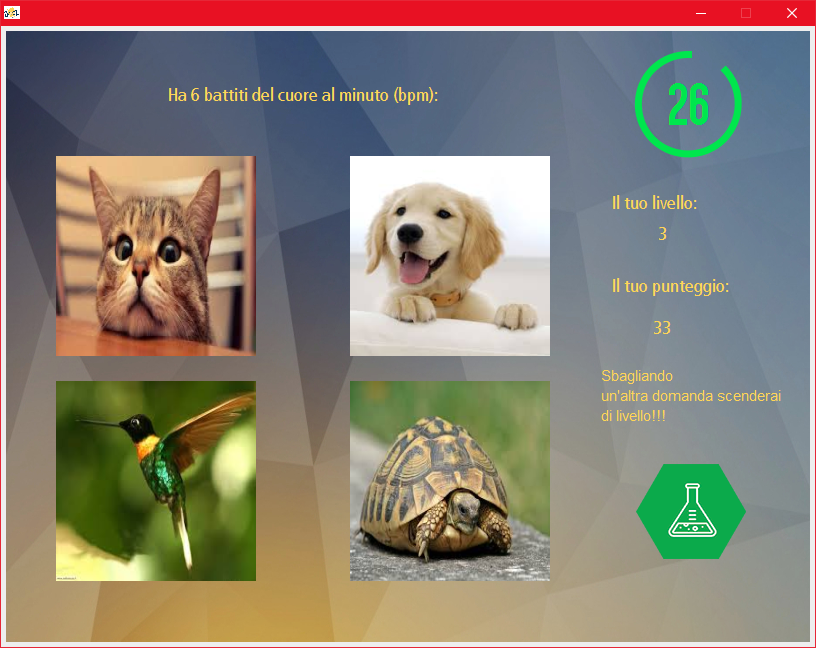 Ha 6 battiti del cuore al minuto (bpm):
26
Il tuo livello:
3
Il tuo punteggio:
33
Sbagliando
un'altra domanda scenderai
di livello!!!